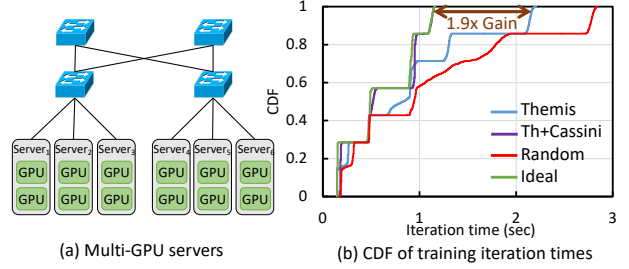 (a)
Server1 Server2 Server3 Server4 Server5 Server6
GPU GPU GPU GPU GPU GPU
GPU GPU GPU GPU GPU GPU
(a) Multi-GPU servers
(b)
1.9x Gain
CDF
1
0.8
0.6
0.4
0.2
0
Themis
Th+Cassini
Random
Ideal
0 1 2 3
Iteration time (sec)
(b) CDF of training iteration times